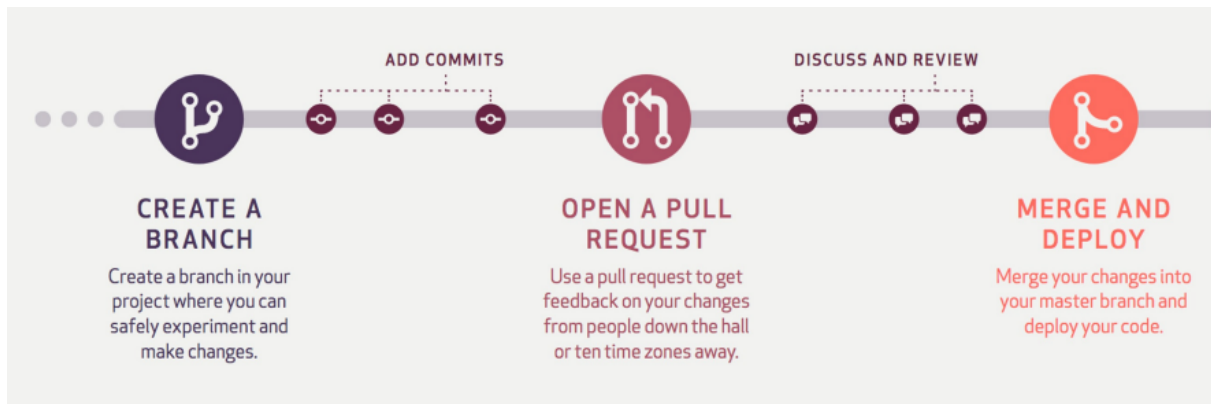 ADD COMMITS
DISCUSS AND REVIEW
CREATE A
BRANCH
Create a branch in your
project where you can
safely experiment and
make changes.
OPEN A PULL
REQUEST
Use a pull request to get
feedback on your changes
from people down the hall
or ten time zones away.
MERGE AND
DEPLOY
Merge your changes into
your master branch and
deploy your code.